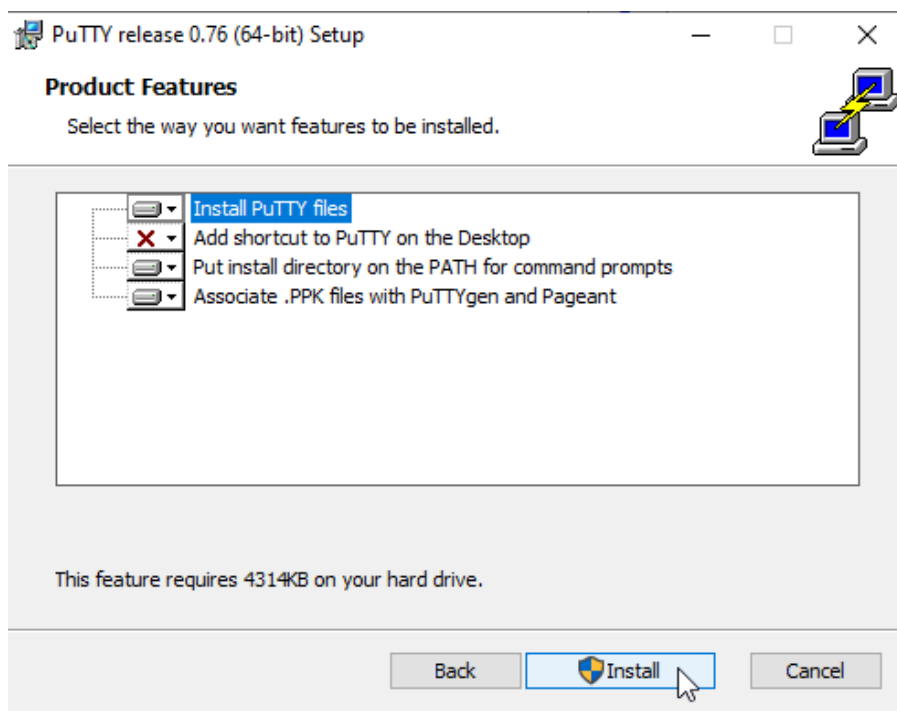 PuTTY release 0.76 (64-bit) Setup
Product Features
Select the way you want features to be installed.
Install PuTTY files
Add shortcut to PuTTY on the Desktop
Put install directory on the PATH for command prompts
Associate .PPK files with PuTTYgen and Pageant
This feature requires 4314KB on your hard drive.
Back Install Cancel